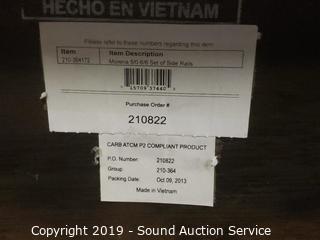 HECHO EN VIETNAM
Please refer to these numbers regarding this item:
Item Item Description
210-364172 Morena 5/0-6/6 Set of Side Rails
Purchase Order #
210822
CARB ATCM P2 COMPLIANT PRODUCT
P.O. Number: 210822
Group: 210-364
Packing Date: Oct 09, 2013
Made in Vietnam
Copyright 2019 - Sound Auction Service